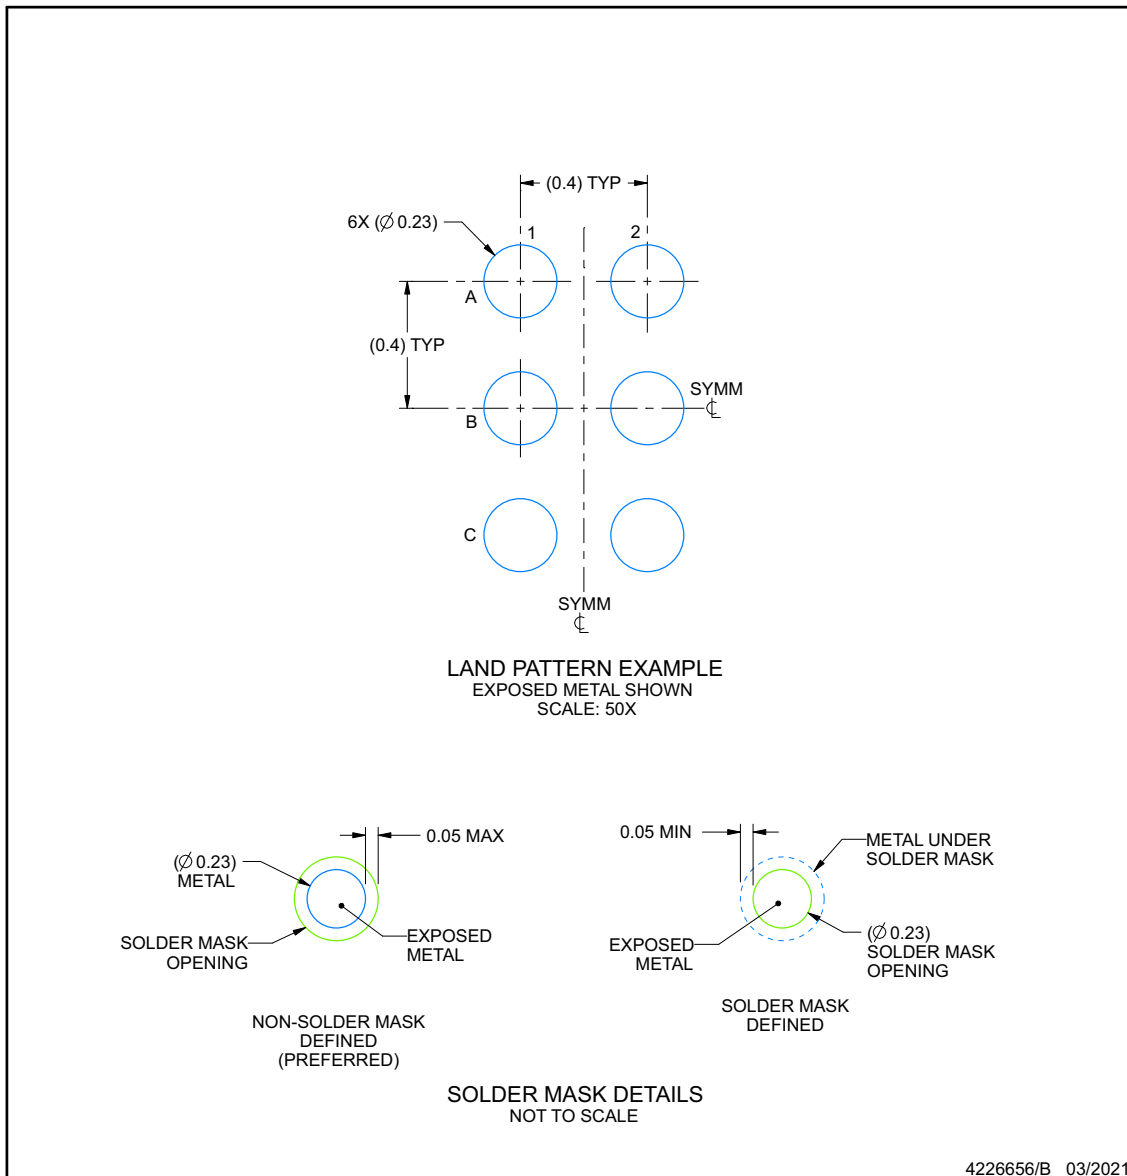 (0.4) TYP
6X (∅ 0.23)
1
2
A
(0.4) TYP
SYMM
B
C
SYMM
LAND PATTERN EXAMPLE
EXPOSED METAL SHOWN
SCALE: 50X
0.05 MAX
(∅ 0.23)
METAL
SOLDER MASK
OPENING
EXPOSED
METAL
NON-SOLDER MASK
DEFINED
(PREFERRED)
0.05 MIN
METAL UNDER
SOLDER MASK
EXPOSED
METAL
(∅ 0.23)
SOLDER MASK
OPENING
SOLDER MASK
DEFINED
SOLDER MASK DETAILS
NOT TO SCALE
4226656/B 03/2021